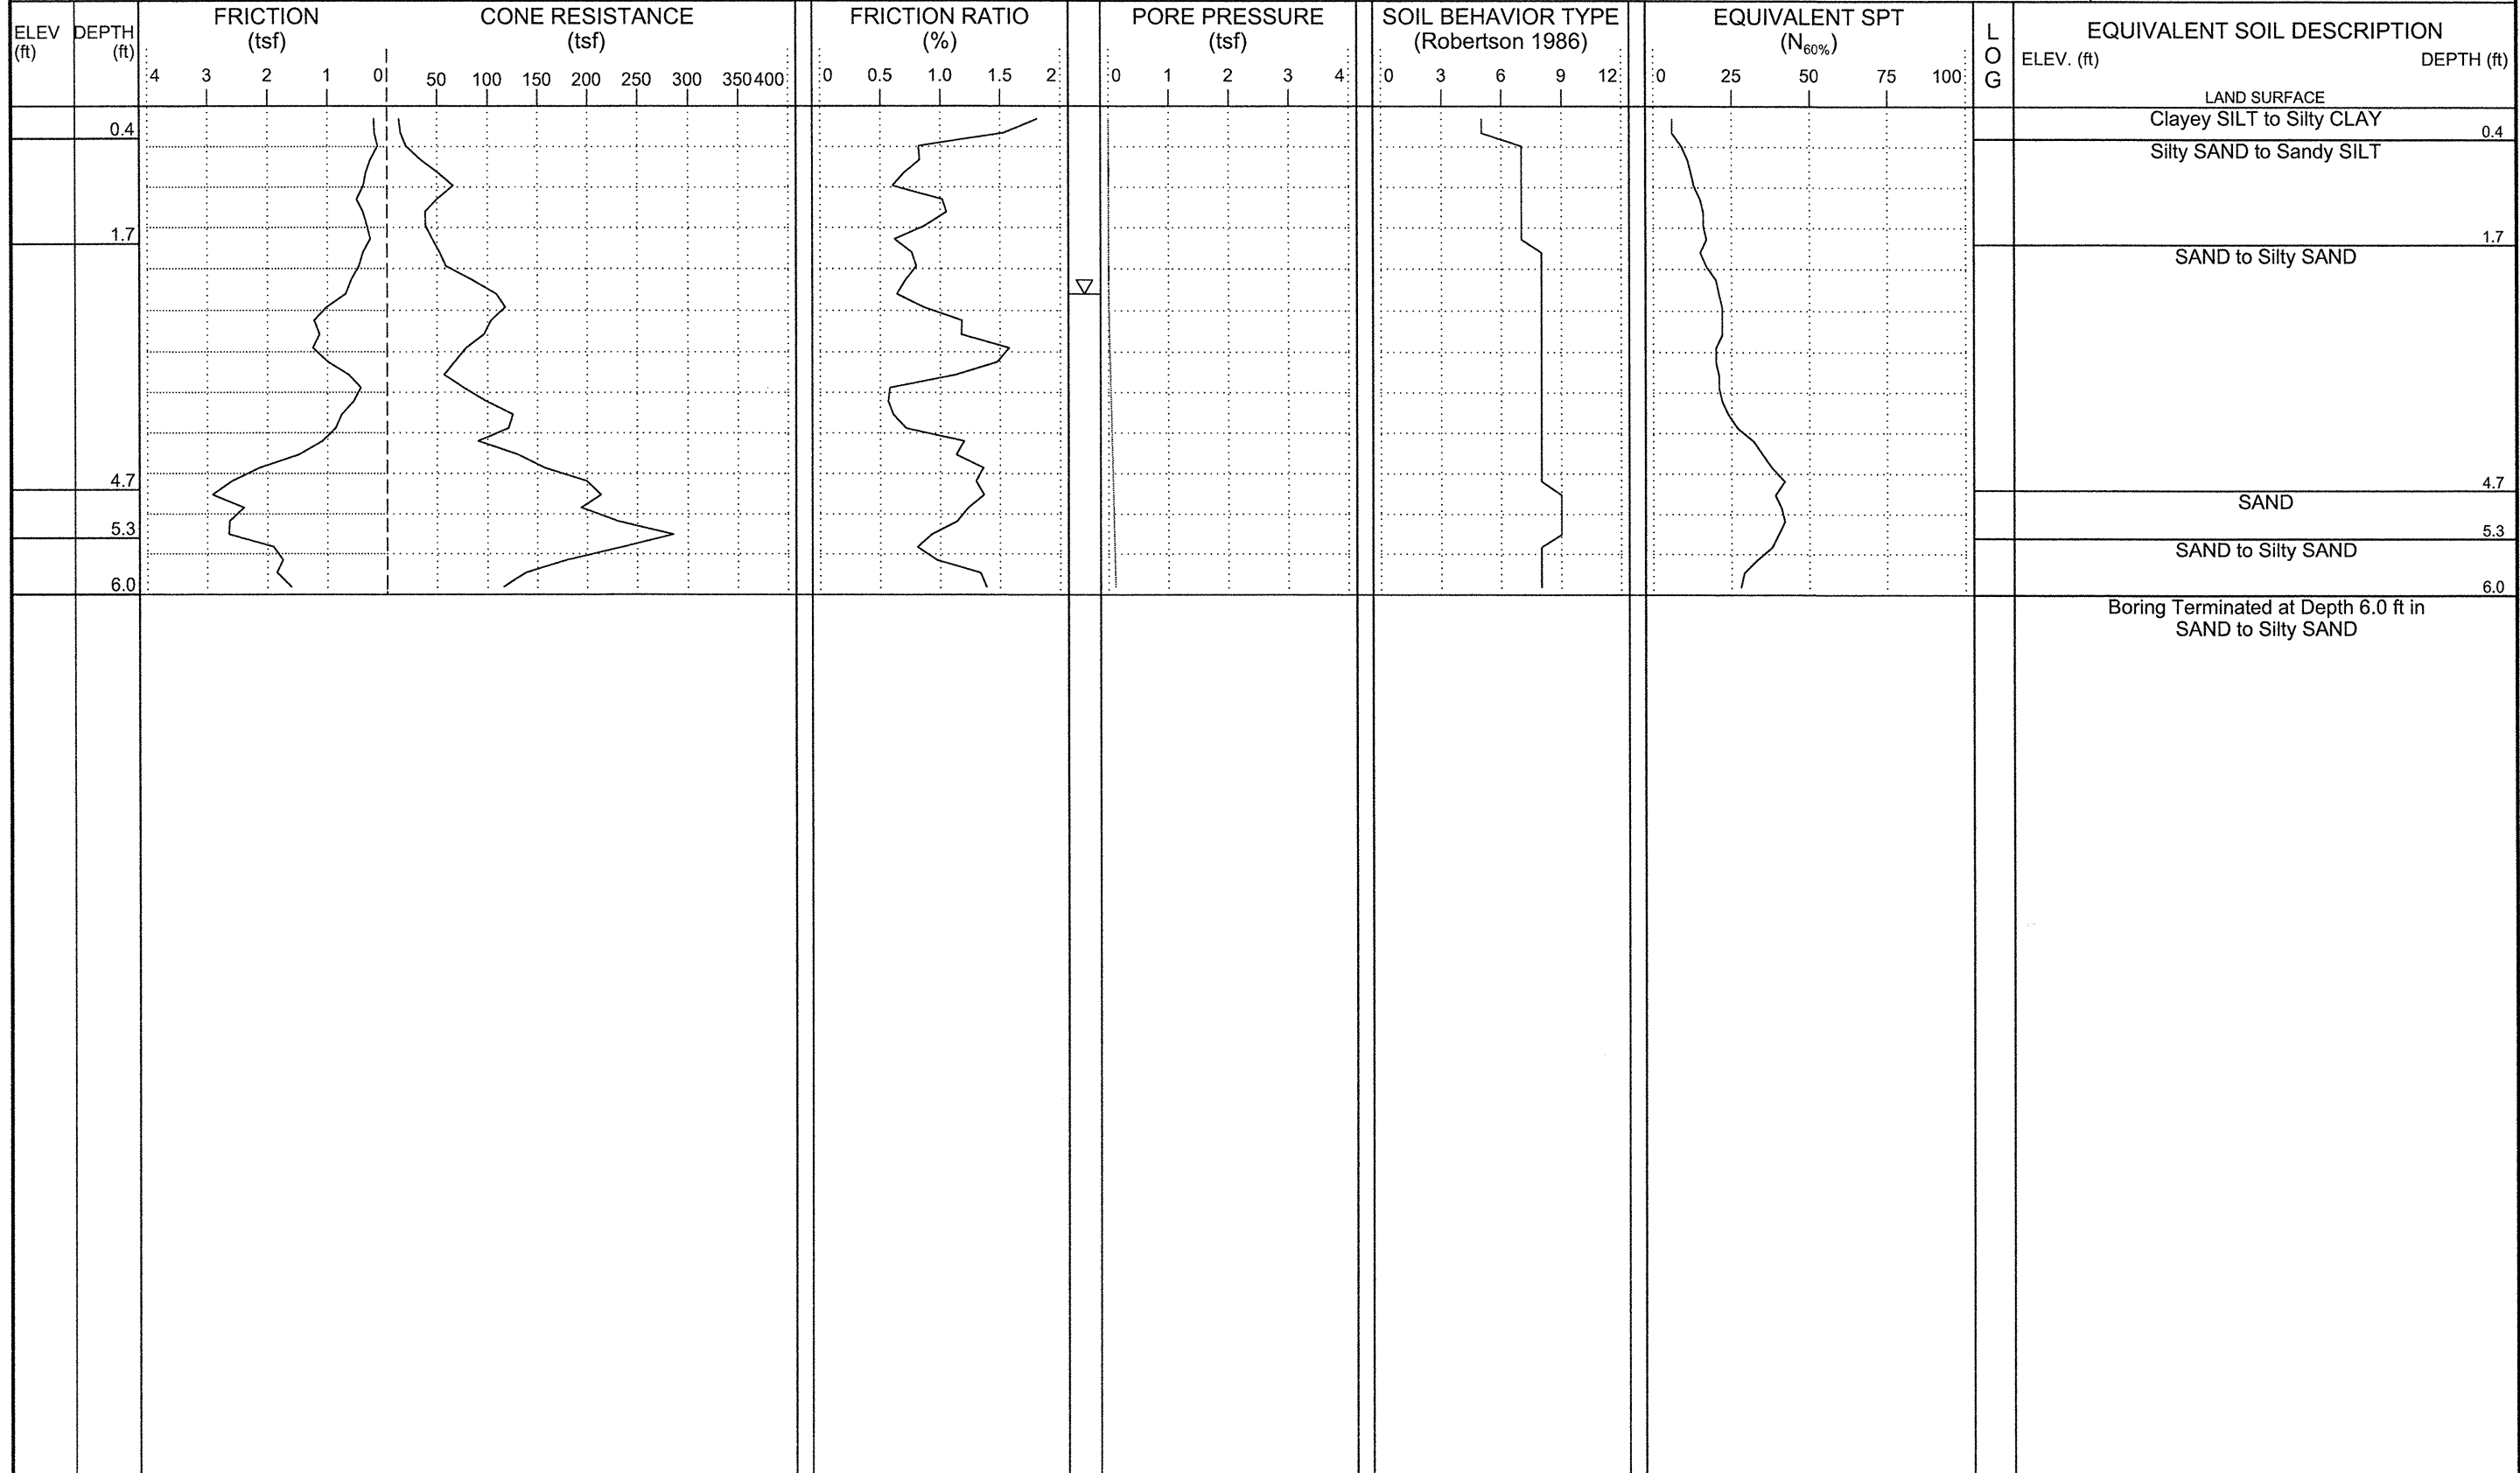 ELEV
(ft)
DEPTH
(ft)
FRICTION
(tsf)
4 3 2 1 0
CONE RESISTANCE
(tsf)
50 100 150 200 250 300 350 400
FRICTION RATIO
(%)
0 0.5 1.0 1.5 2
PORE PRESSURE
(tsf)
0 1 2 3 4
SOIL BEHAVIOR TYPE
(Robertson 1986)
0 3 6 9 12
EQUIVALENT SPT
(N60%)
0 25 50 75 100
L
O
G
EQUIVALENT SOIL DESCRIPTION
ELEV. (ft) DEPTH (ft)
LAND SURFACE
0.4
Clayey SILT to Silty CLAY
0.4
Silty SAND to Sandy SILT
1.7
1.7
SAND to Silty SAND
4.7
4.7
SAND
5.3
5.3
SAND to Silty SAND
6.0
6.0
Boring Terminated at Depth 6.0 ft in
SAND to Silty SAND